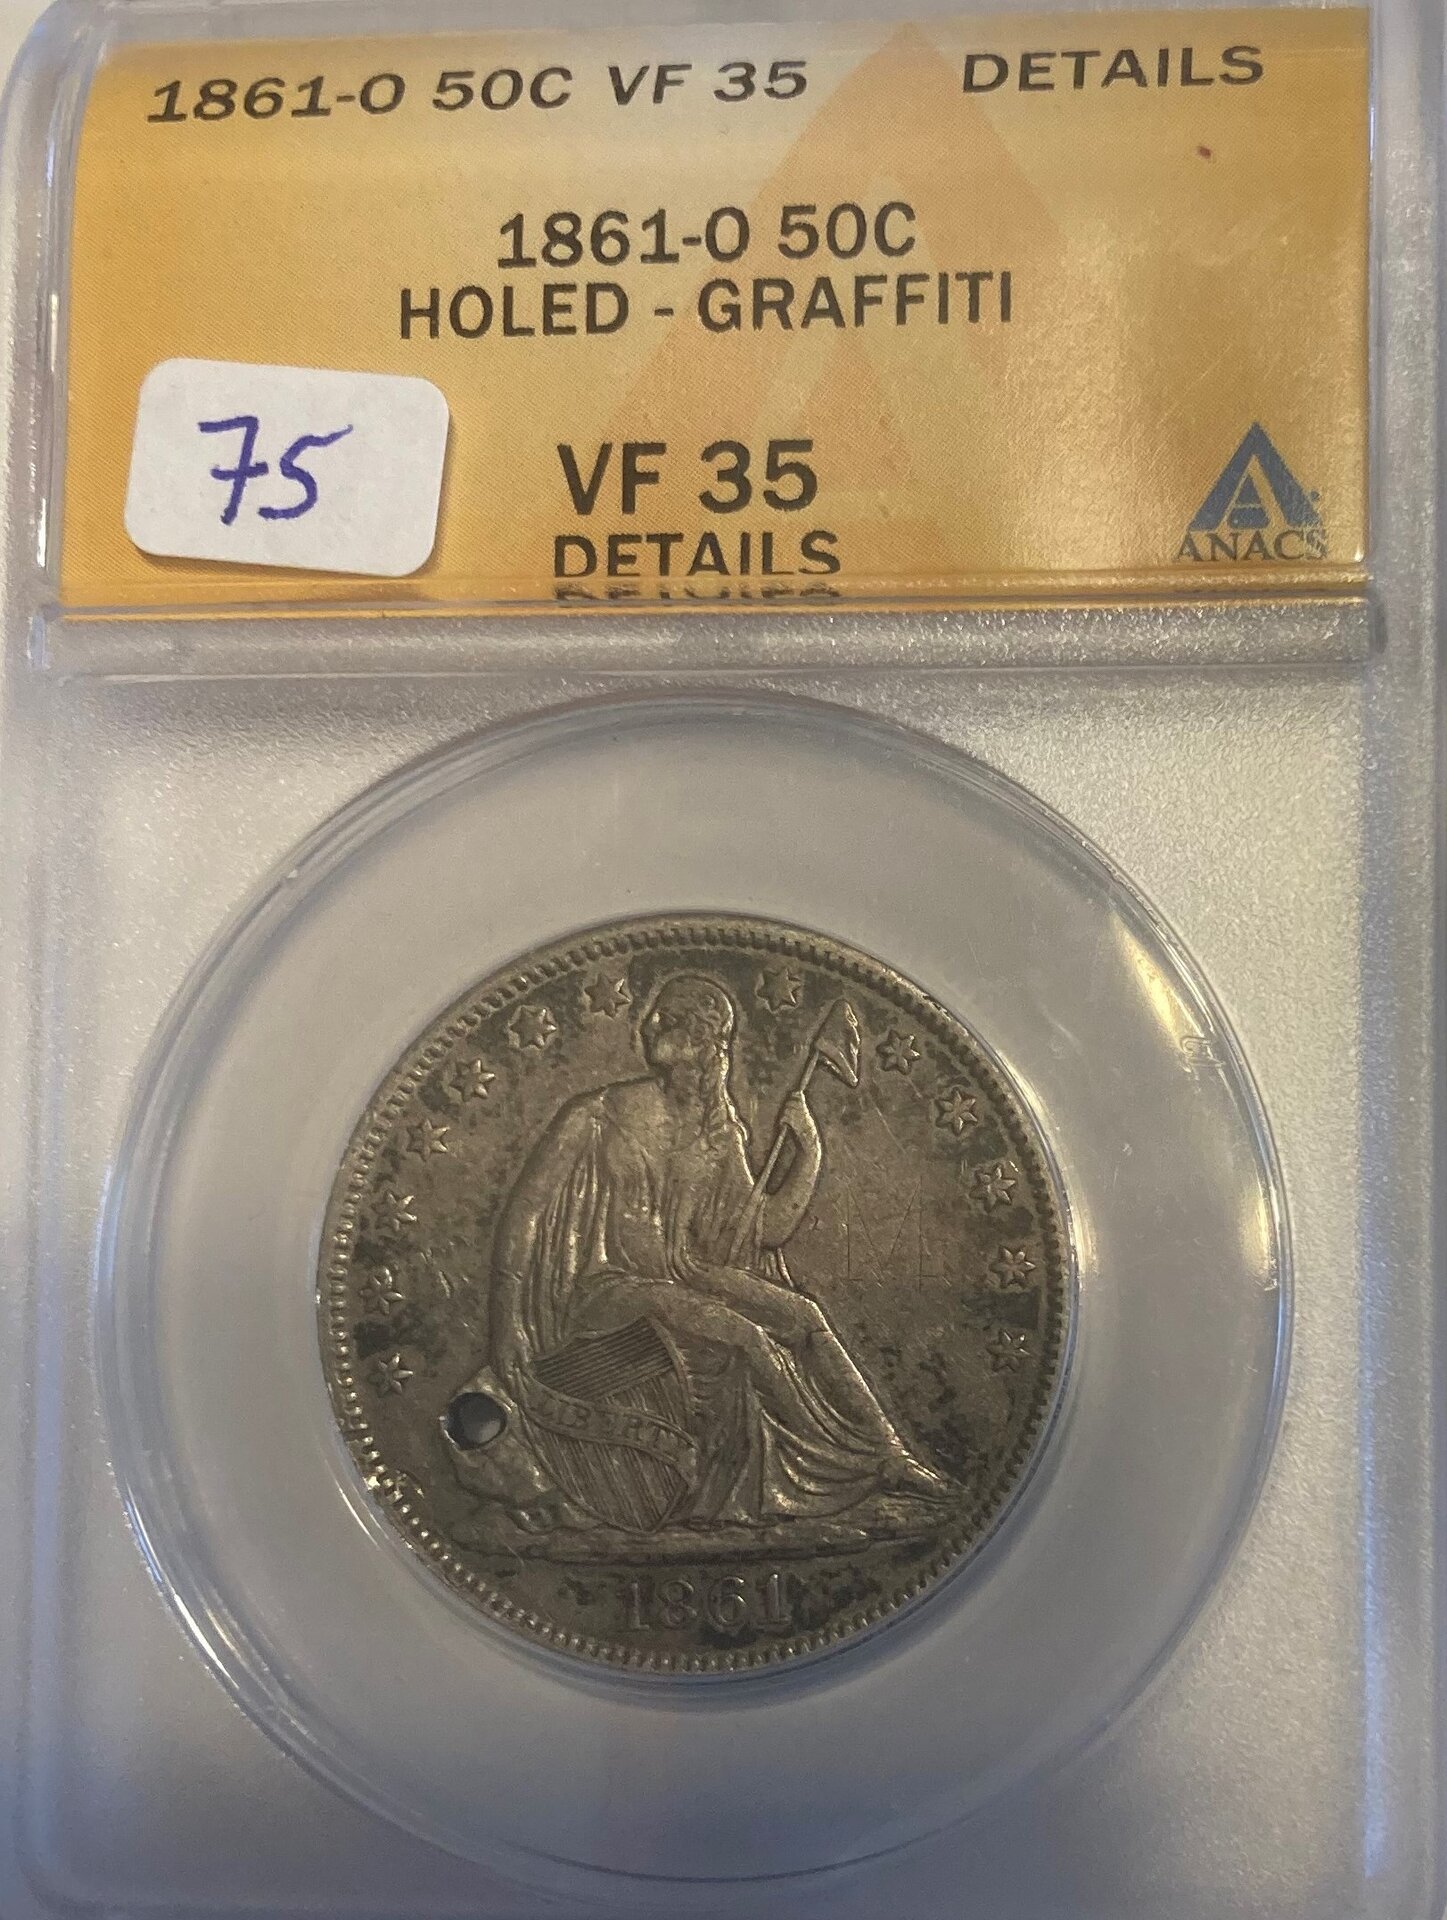 1861-O 50C VF 35 DETAILS
1861-O 50C
HOLED - GRAFFITI
75
VF 35
DETAILS
ANACS
LIBERTY
1861